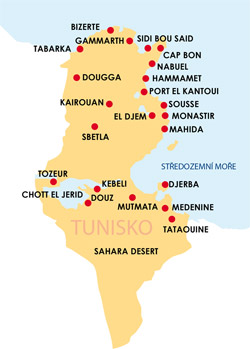 BIZERTE
GAMMARTH
SIDI BOU SAID
TABARKA
CAP BON
NABUEL
DOUGGA
HAMMAMET
PORT EL KANTOUI
KAIROUAN
SOUSSE
EL DJEM
MONASTIR
SBETLA
MAHIDA
STŘEDOZEMNÍ MOŘE
TOZEUR
KEBELI
DJERBA
CHOTT EL JERID
DOUZ
MUTMATA
MEDENINE
TUNISKO
TATAOUINE
SAHARA DESERT